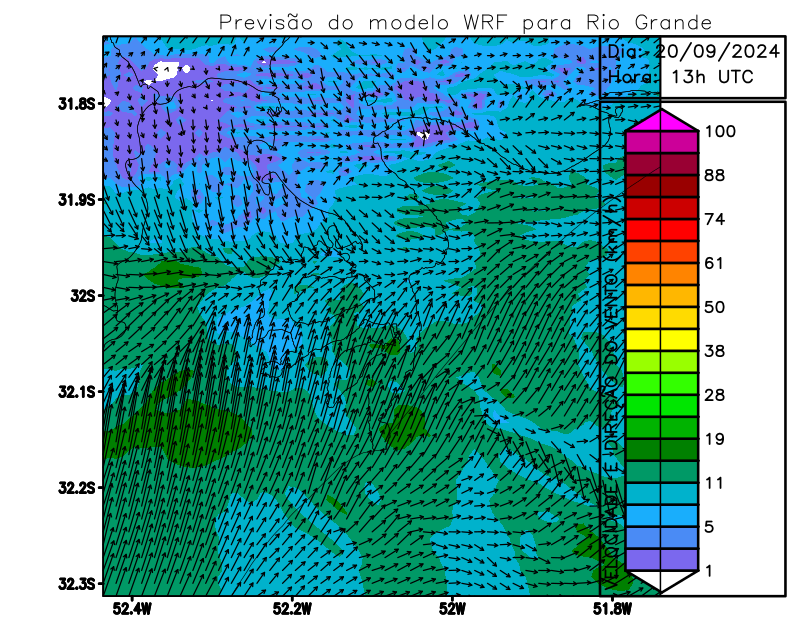 Previsão do modelo WRF para Rio Grande
Dia: 20/09/2024
Hora: 13h UTC
31.8S
31.9S
32S
32.1S
32.2S
32.3S
52.4W
52.2W
52W
51.8W
VELOCIDADE E DIREÇÃO DO VENTO (km/h)
100
88
74
61
50
38
28
19
11
5
1